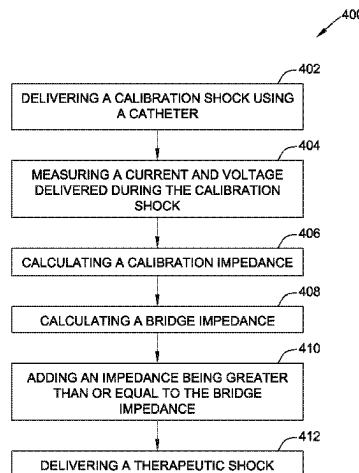 400
402
DELIVERING A CALIBRATION SHOCK USING
A CATHETER
404
MEASURING A CURRENT AND VOLTAGE
DELIVERED DURING THE CALIBRATION
SHOCK
406
CALCULATING A CALIBRATION IMPEDANCE
408
CALCULATING A BRIDGE IMPEDANCE
410
ADDING AN IMPEDANCE BEING GREATER
THAN OR EQUAL TO THE BRIDGE
IMPEDANCE
412
DELIVERING A THERAPEUTIC SHOCK